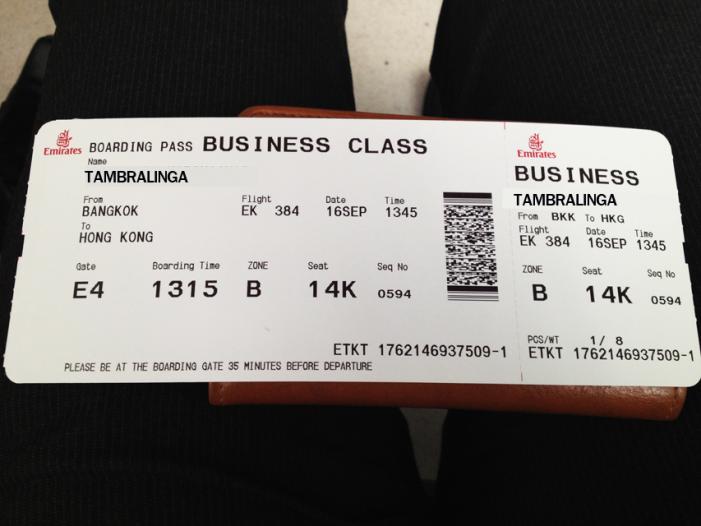 Emirates BOARDING PASS BUSINESS CLASS
Name
TAMBRALINGA
From Flight Date Time
BANGKOK EK 384 16SEP 1345
To
HONG KONG
Gate Boarding Time ZONE Seat Seq No
E4 1315 B 14K 0594
ETKT 1762146937509-1
PLEASE BE AT THE BOARDING GATE 35 MINUTES BEFORE DEPARTURE
Emirates
BUSINESS
TAMBRALINGA
From BKK To HKG
Flight Date Time
EK 384 16SEP 1345
ZONE Seat Seq No
B 14K 0594
PCS/WT 1/ 8
ETKT 1762146937509-1